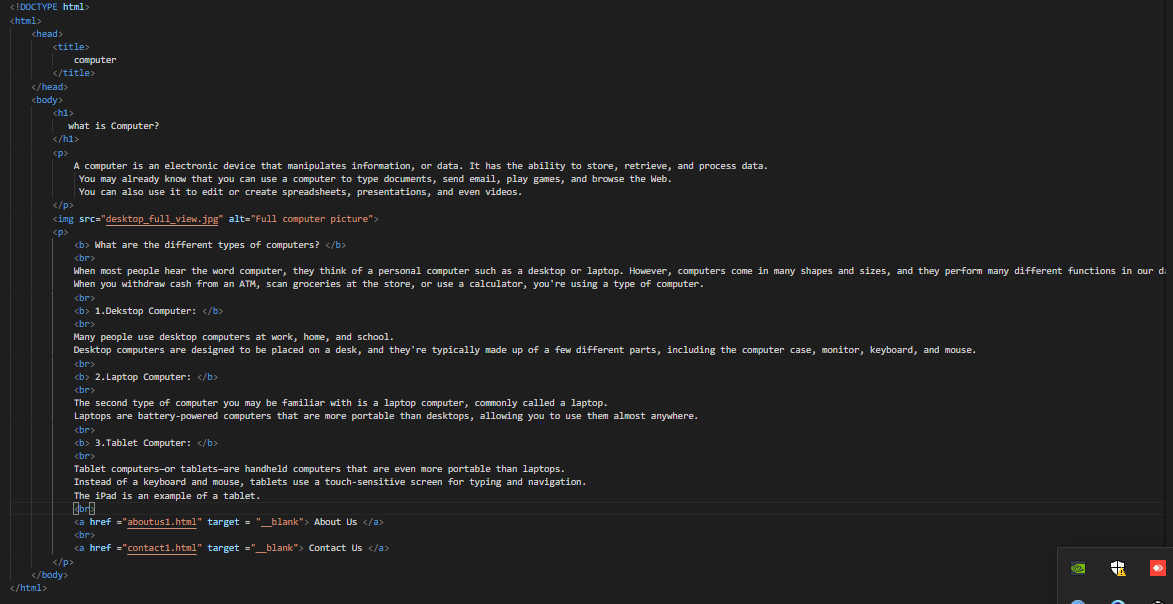 <!DOCTYPE html>
<html>
<head>
<title>
computer
</title>
</head>
<body>
<h1>
what is Computer?
</h1>
<p>
A computer is an electronic device that manipulates information, or data. It has the ability to store, retrieve, and process data.
You may already know that you can use a computer to type documents, send email, play games, and browse the Web.
You can also use it to edit or create spreadsheets, presentations, and even videos.
</p>
<img src="desktop_full_view.jpg" alt="Full computer picture">
<p>
<b> What are the different types of computers? </b>
<br>
When most people hear the word computer, they think of a personal computer such as a desktop or laptop. However, computers come in many shapes and sizes, and they perform many different functions in our
When you withdraw cash from an ATM, scan groceries at the store, or use a calculator, you're using a type of computer.
<br>
<b> 1.Dekstop Computer: </b>
<br>
Many people use desktop computers at work, home, and school.
Desktop computers are designed to be placed on a desk, and they're typically made up of a few different parts, including the computer case, monitor, keyboard, and mouse.
<br>
<b> 2.Laptop Computer: </b>
<br>
The second type of computer you may be familiar with is a laptop computer, commonly called a laptop.
Laptops are battery-powered computers that are more portable than desktops, allowing you to use them almost anywhere.
<br>
<b> 3.Tablet Computer: </b>
<br>
Tablet computers—or tablets—are handheld computers that are even more portable than laptops.
Instead of a keyboard and mouse, tablets use a touch-sensitive screen for typing and navigation.
The iPad is an example of a tablet.
<br>
<a href ="aboutus1.html" target = "__blank"> About Us </a>
<br>
<a href ="contact1.html" target ="__blank"> Contact Us </a>
</p>
</body>
</html>